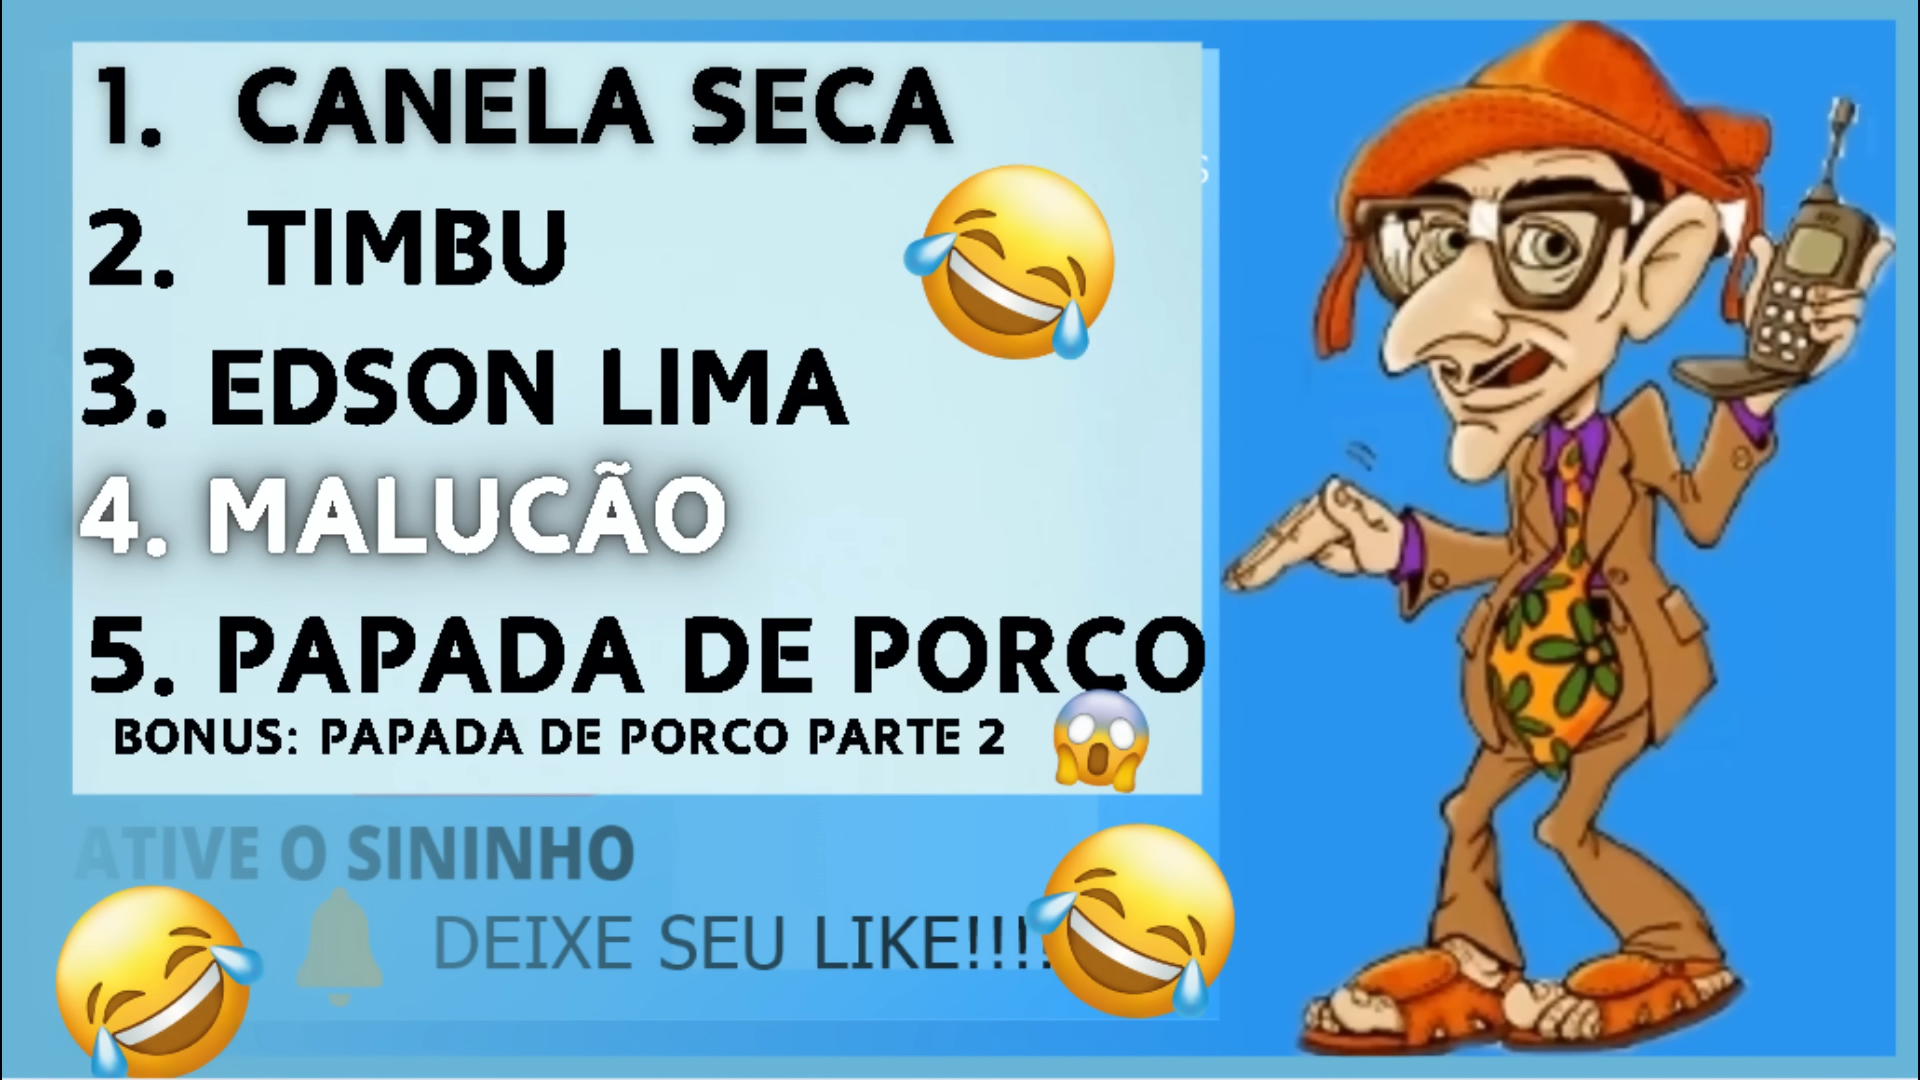 1. CANELA SECA
2. TIMBU
3. EDSON LIMA
4. MALUCÃO
5. PAPADA DE PORCO
BONUS: PAPADA DE PORCO PARTE 2
ATIVE O SININHO
DEIXE SEU LIKE!!!!